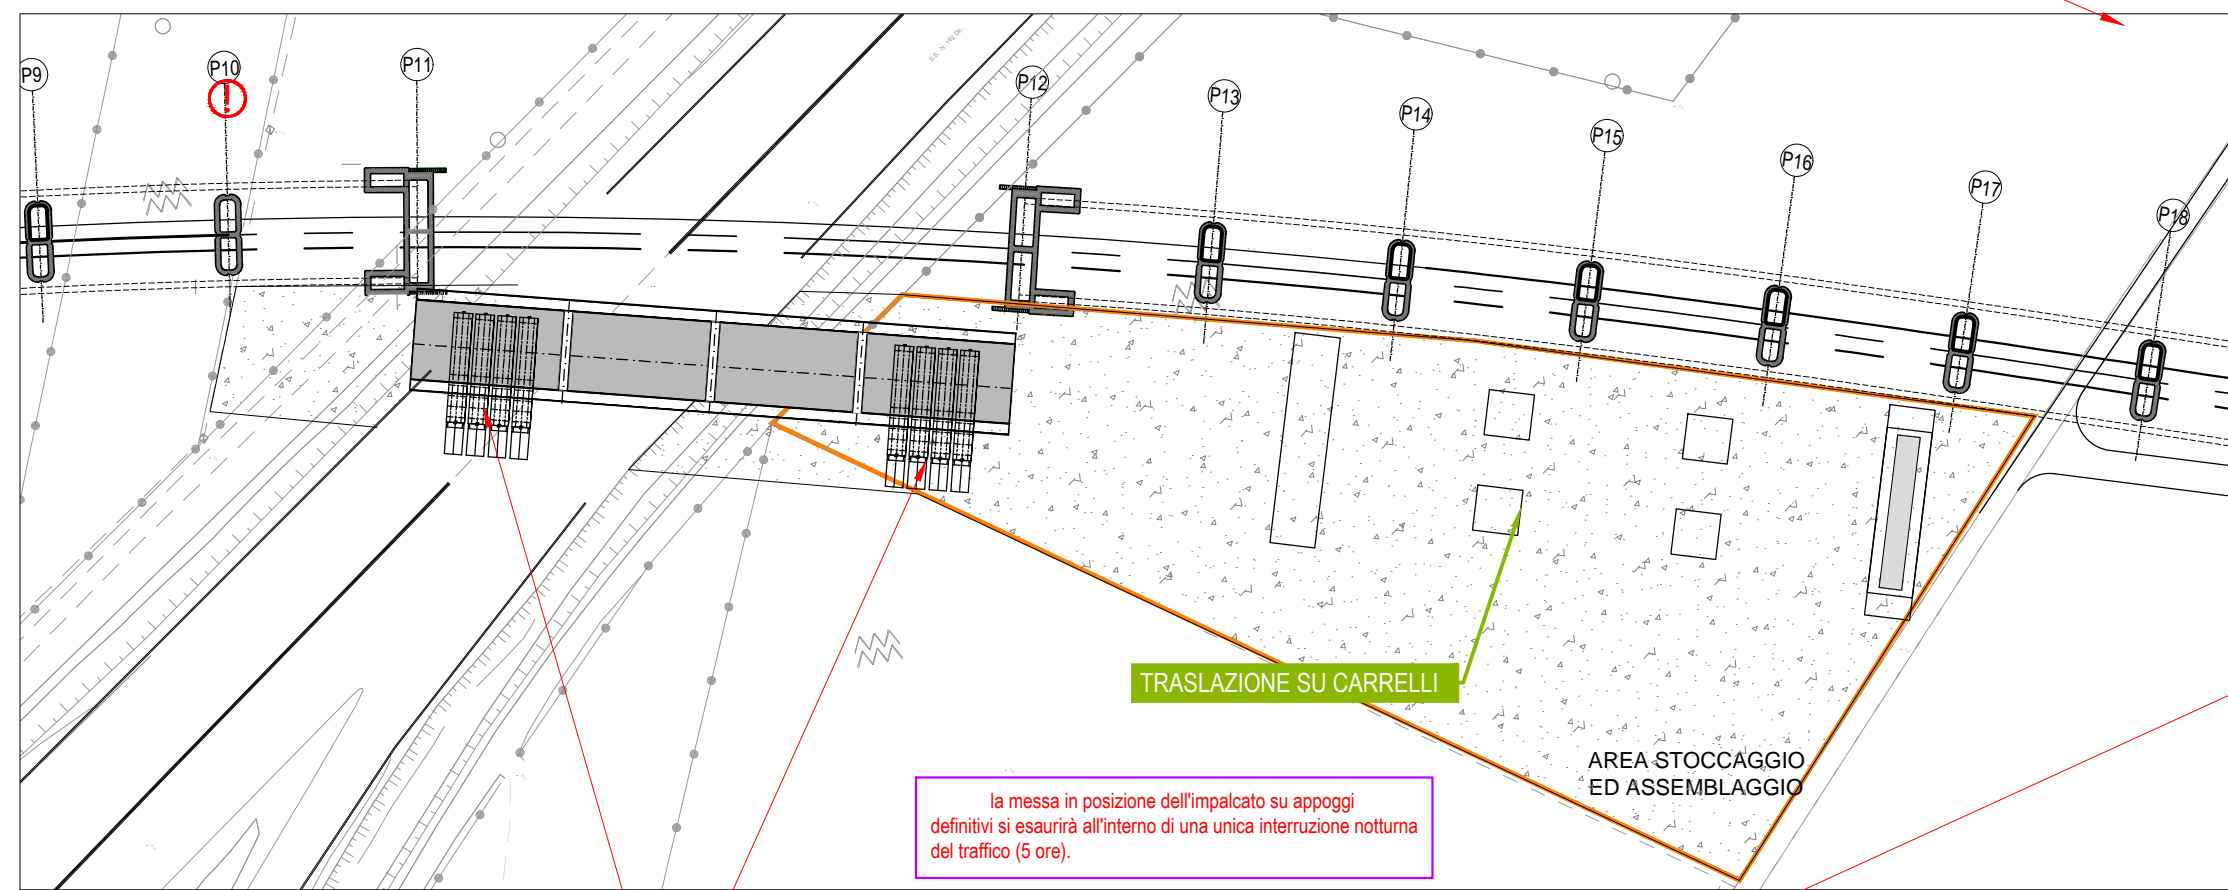 S.S. N. 162 Dir.
P9
P10
P11
P12
P13
P14
P15
P16
P17
P18
TRASLAZIONE SU CARRELLI
AREA STOCCAGGIO
ED ASSEMBLAGGIO
la messa in posizione dell'impalcato su appoggi
definitivi si esaurirà all'interno di una unica interruzione notturna
del traffico (5 ore).